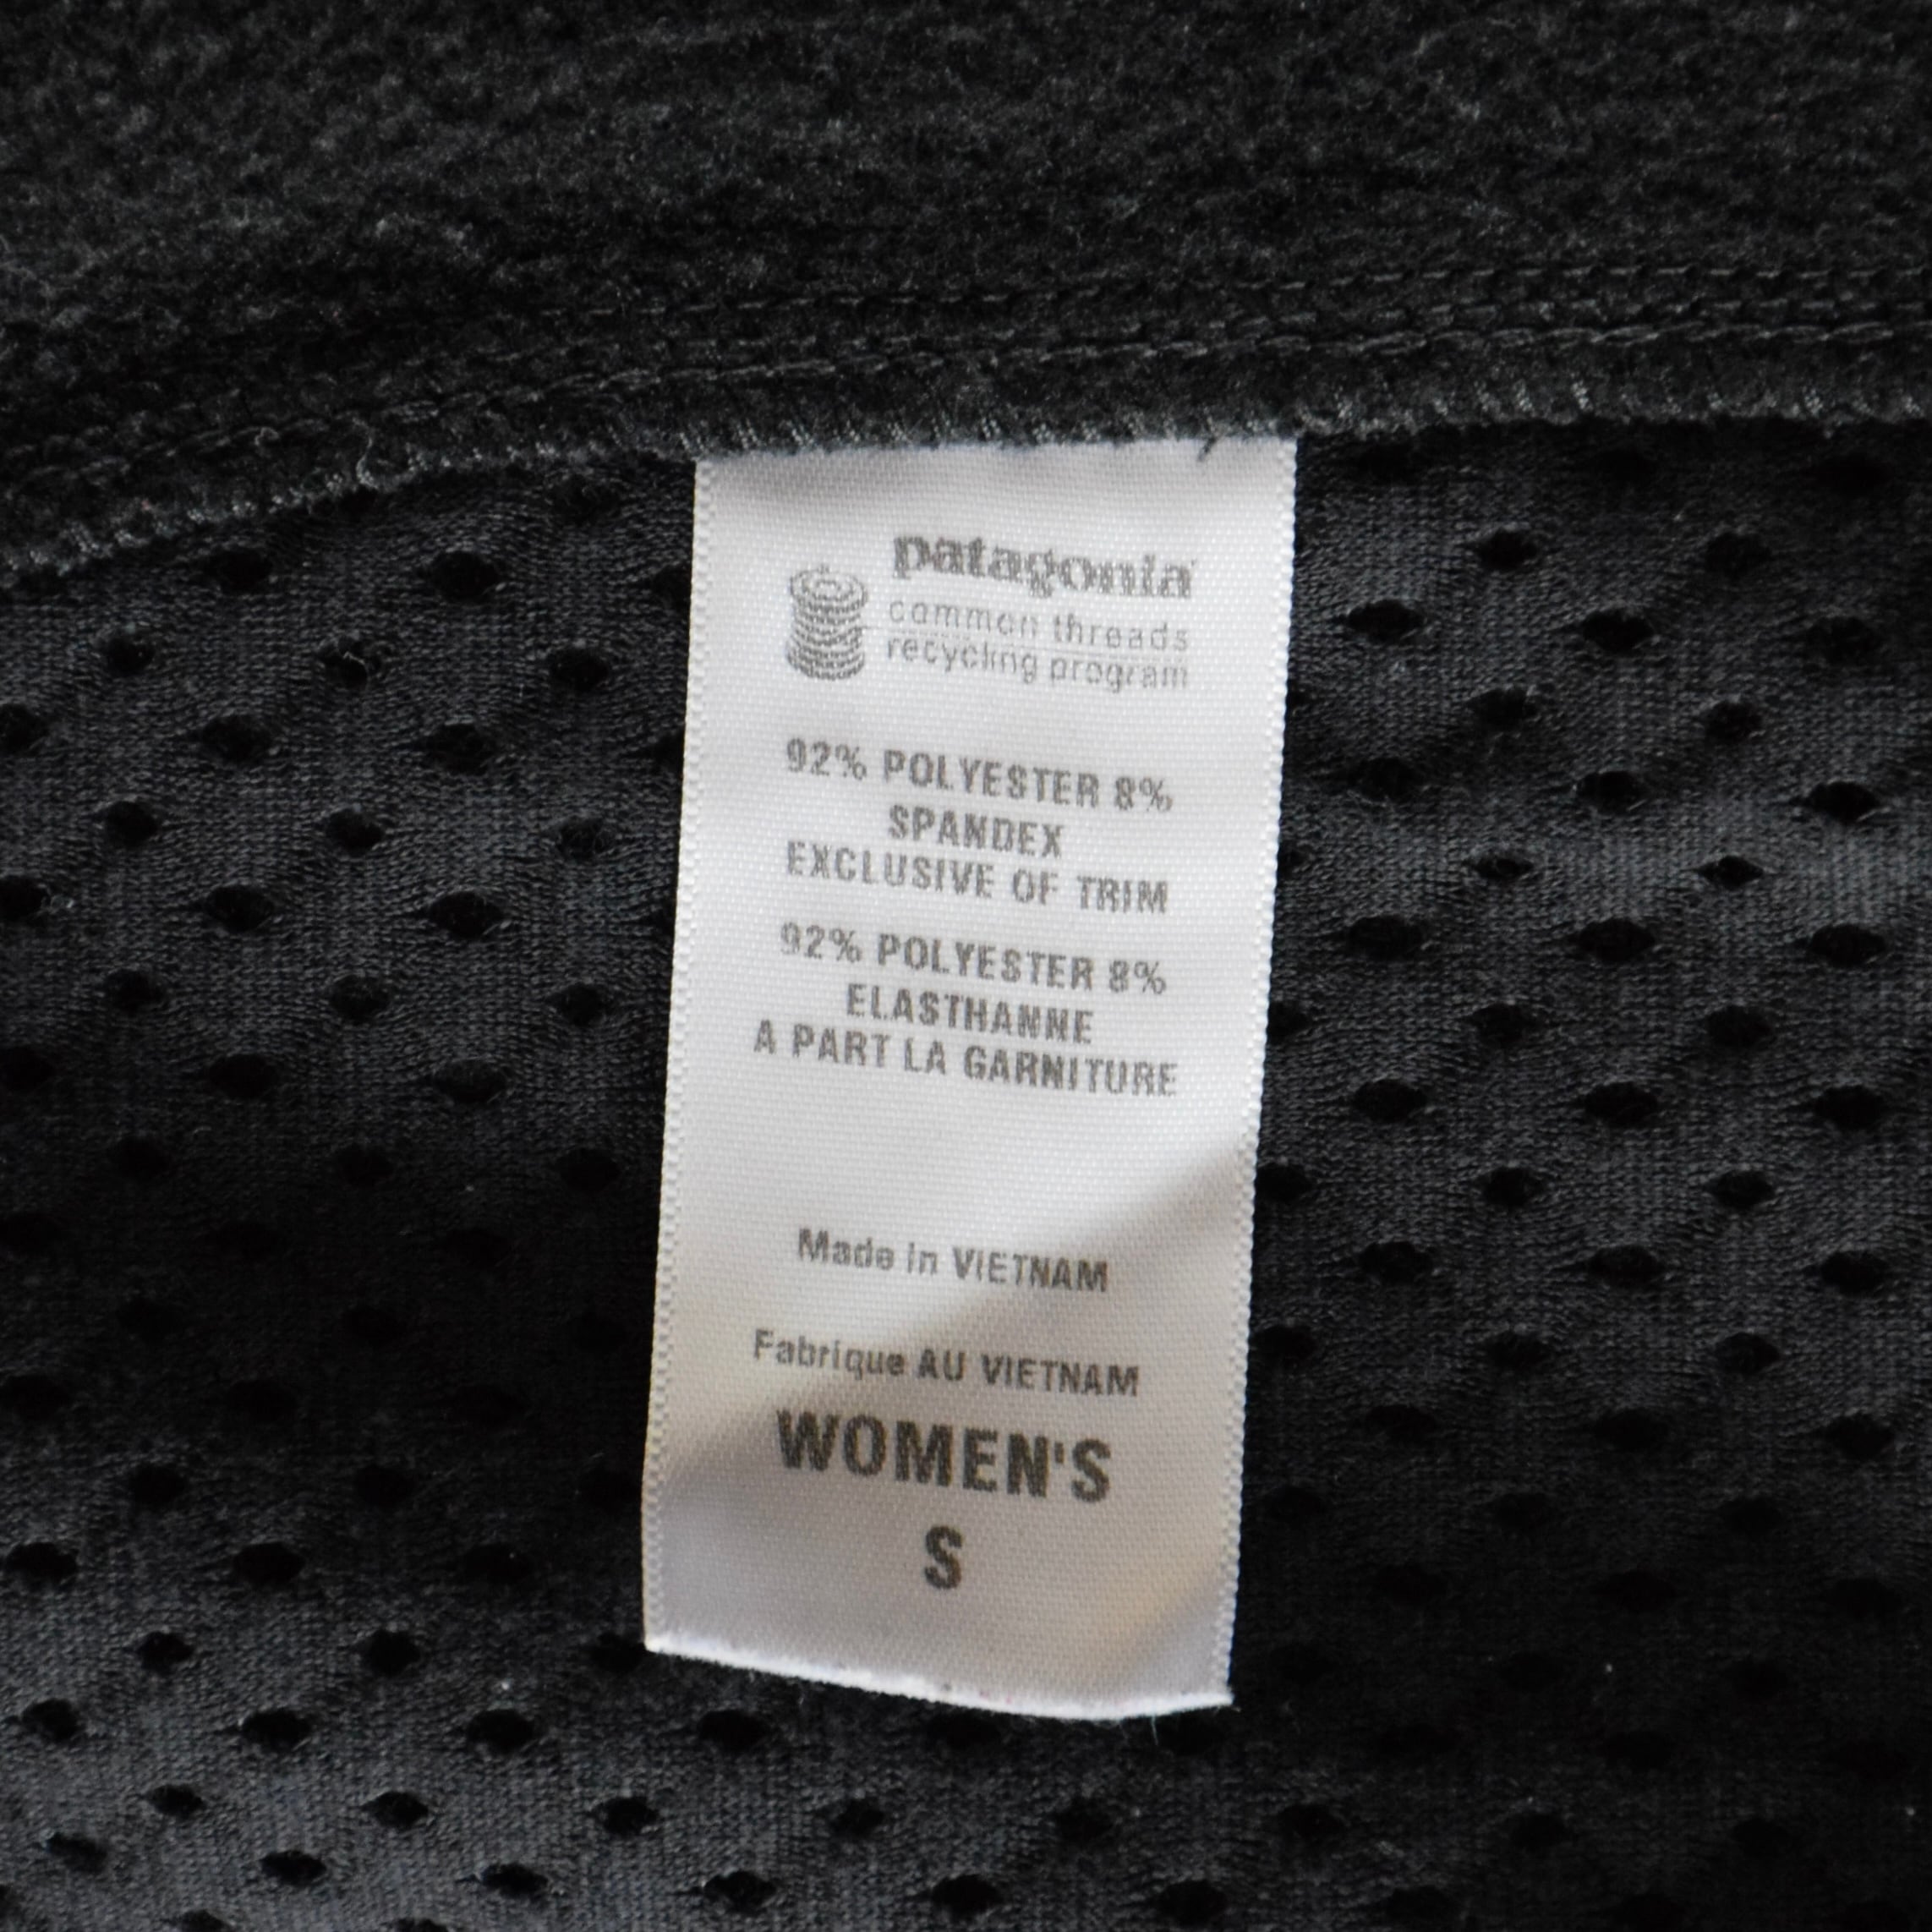 patagonia
common threads
recycling program
92% POLYESTER 8%
SPANDEX
EXCLUSIVE OF TRIM
92% POLYESTER 8%
ELASTHANNE
A PART LA GARNITURE
Made in VIETNAM
Fabrique AU VIETNAM
WOMEN'S
S